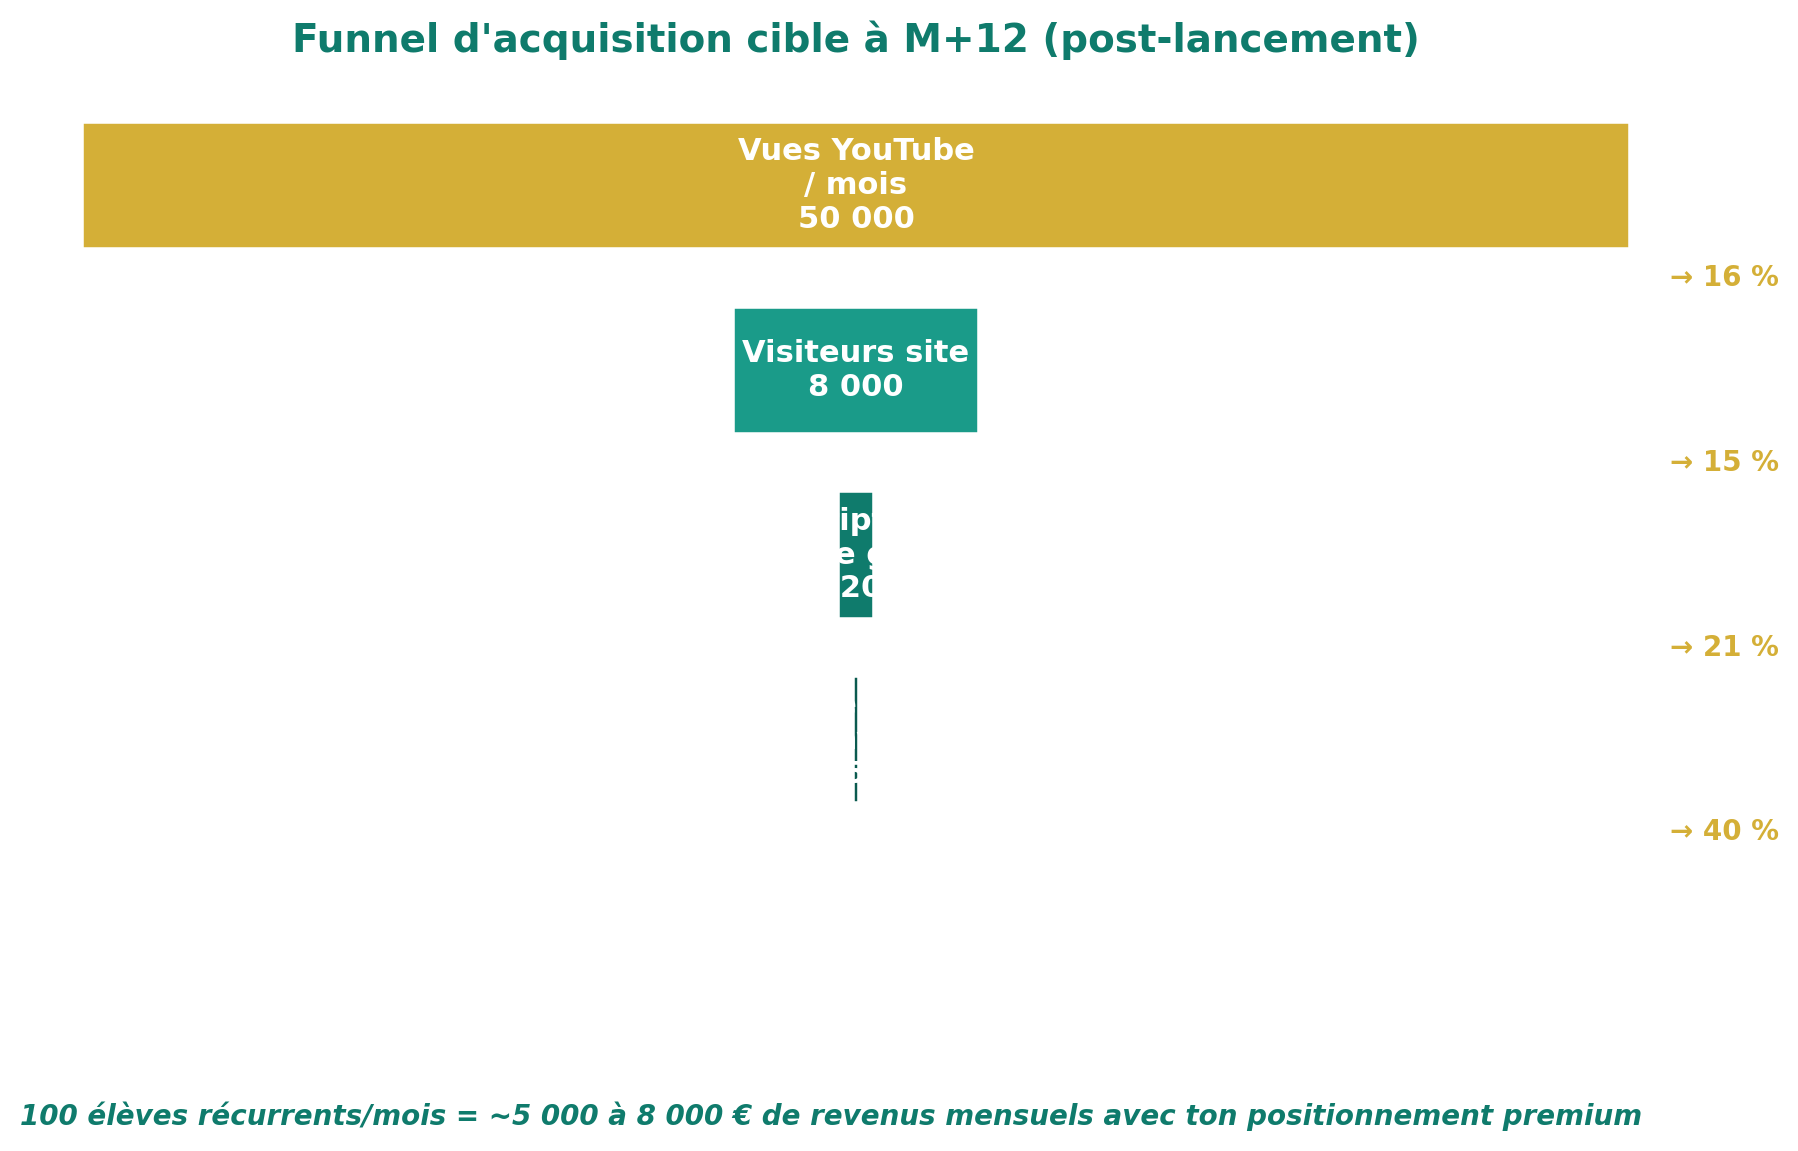 Funnel d'acquisition cible à M+12 (post-lancement)
Vues YouTube
/ mois
50 000
→ 16 %
Visiteurs site
8 000
→ 15 %
→ 21 %
→ 40 %
100 élèves récurrents/mois = ~5 000 à 8 000 € de revenus mensuels avec ton positionnement premium